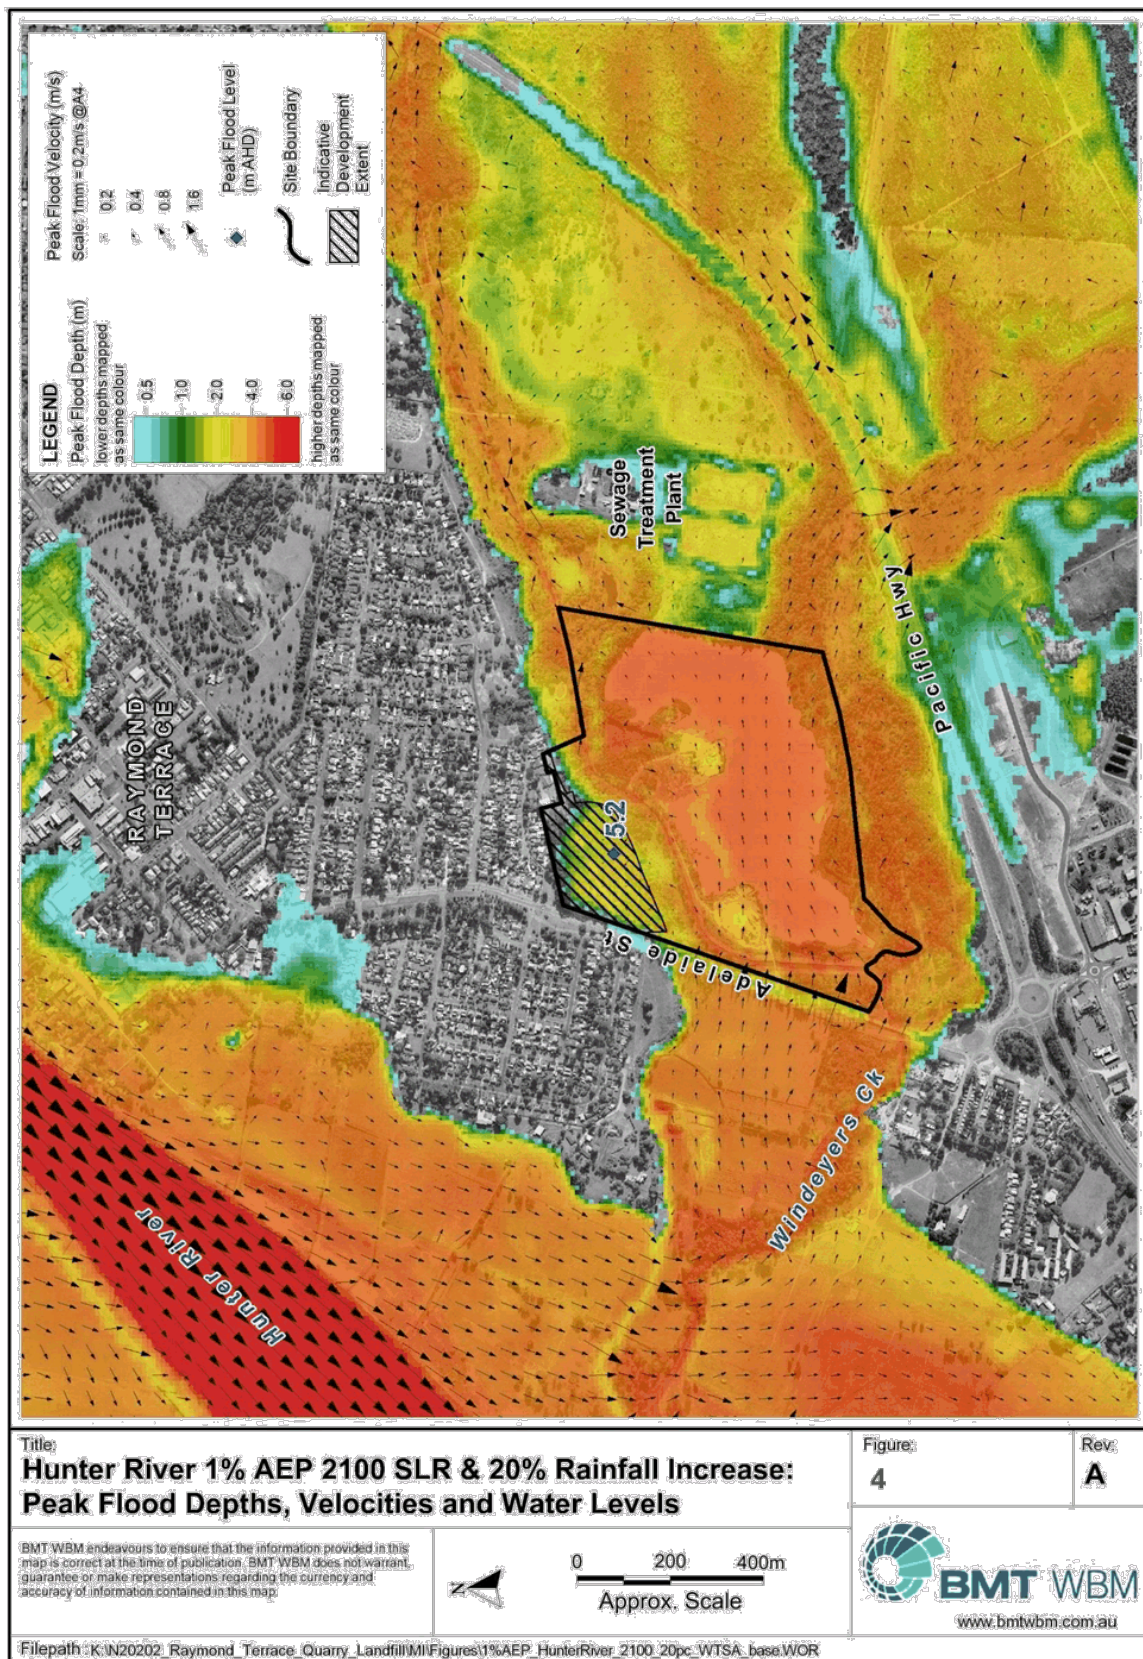 LEGEND
Peak Flood Depth (m)
lower depths mapped
as same colour
0.5
1.0
2.0
4.0
6.0
higher depths mapped
as same colour
Peak Flood Velocity (m/s)
Scale: 1mm = 0.2m/s @A4
0.2
0.4
0.8
1.6
Peak Flood Level
(m AHD)
Site Boundary
Indicative
Development
Extent
RAYMOND
TERRACE
Sewage
Treatment
Plant
Pacific Hwy
5.2
Adelaide St
Windeyers Ck
Hunter River
Title:
Hunter River 1% AEP 2100 SLR & 20% Rainfall Increase:
Peak Flood Depths, Velocities and Water Levels
Figure:
4
Rev:
A
BMT WBM endeavours to ensure that the information provided in this
map is correct at the time of publication. BMT WBM does not warrant,
guarantee or make representations regarding the currency and
accuracy of information contained in this map.
N
0 200 400m
Approx. Scale
BMT WBM
www.bmtwbm.com.au
Filepath: K:\N20202_Raymond_Terrace_Quarry_Landfill\MI\Figures\1%AEP_HunterRiver_2100_20pc_WTSA_base.WOR